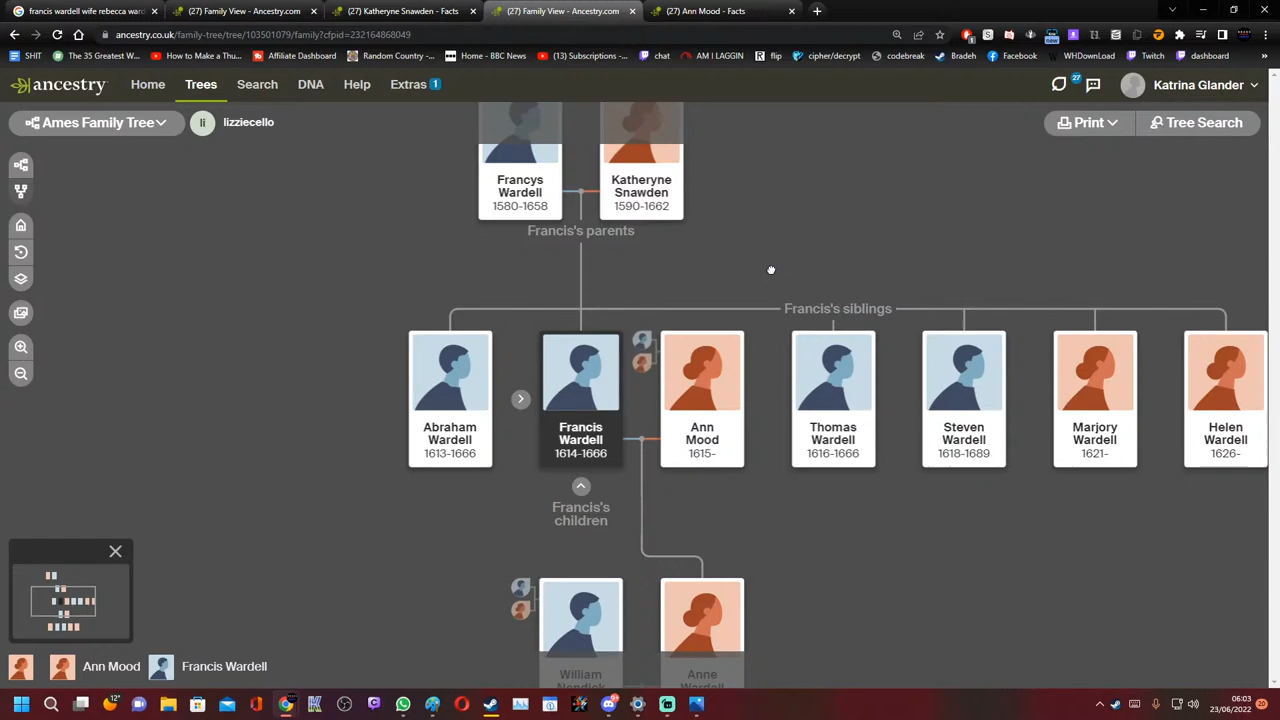 francis wardell wife rebecca ward
(27) Family View - Ancestry.com
(27) Katheryne Snawden - Facts
(27) Family View - Ancestry.com
(27) Ann Mood - Facts
ancestry.co.uk/family-tree/tree/103501079/family?cfpid=232164868049
SHIT
The 35 Greatest W...
How to Make a Thu...
Affiliate Dashboard
Random Country -...
Home - BBC News
(13) Subscriptions -...
chat
AM I LAGGIN
flip
cipher/decrypt
codebreak
Bradeh
Facebook
WHDownLoad
Twitch
dashboard
ancestry
Home
Trees
Search
DNA
Help
Extras 1
27
Katrina Glander
Ames Family Tree
li
lizziecello
Print
Tree Search
Francys
Wardell
1580-1658
Katheryne
Snawden
1590-1662
Francis's parents
Francis's siblings
Abraham
Wardell
1613-1666
Francis
Wardell
1614-1666
Ann
Mood
1615-
Thomas
Wardell
1616-1666
Steven
Wardell
1618-1689
Marjory
Wardell
1621-
Helen
Wardell
1626-
Francis's
children
William
Anne
Wardell
Ann Mood
Francis Wardell
06:03
23/06/2022